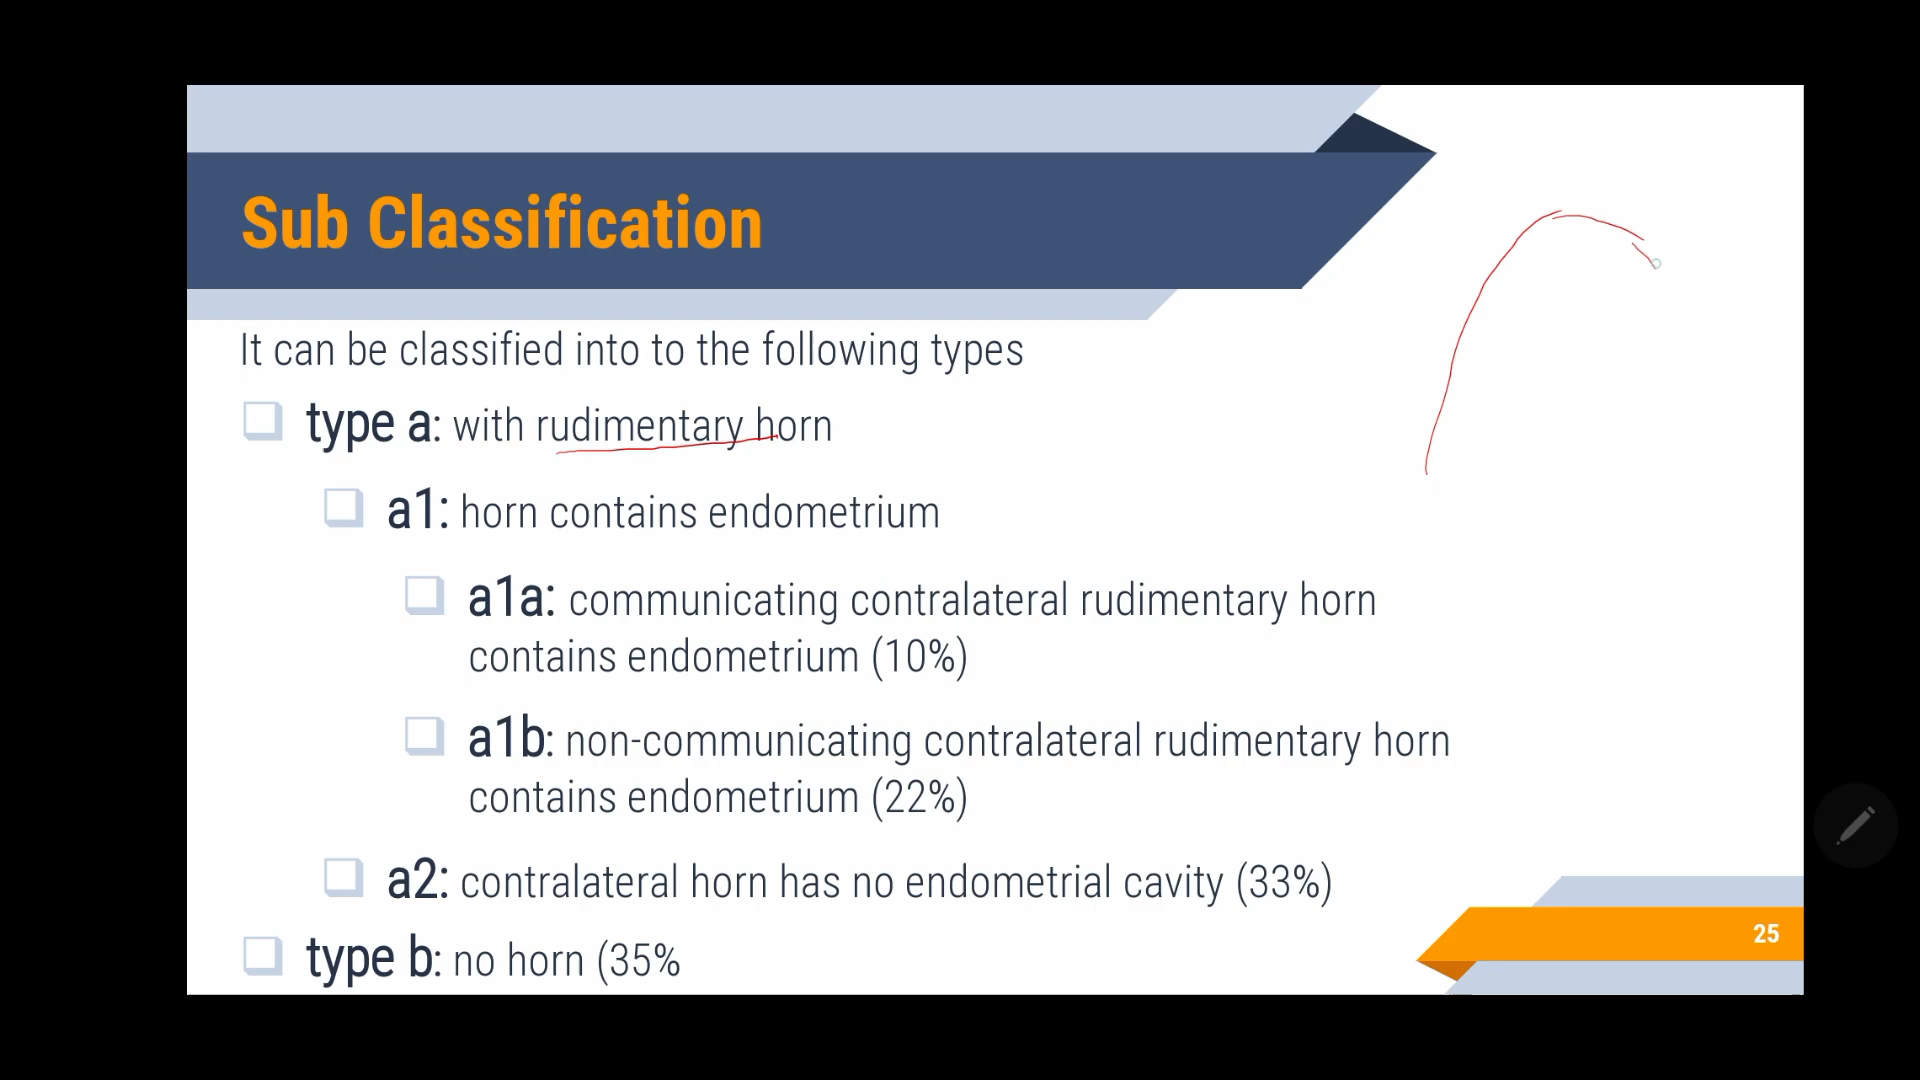 Sub Classification
It can be classified into to the following types
type a: with rudimentary horn
a1: horn contains endometrium
a1a: communicating contralateral rudimentary horn
contains endometrium (10%)
a1b: non-communicating contralateral rudimentary horn
contains endometrium (22%)
a2: contralateral horn has no endometrial cavity (33%)
type b: no horn (35%
25